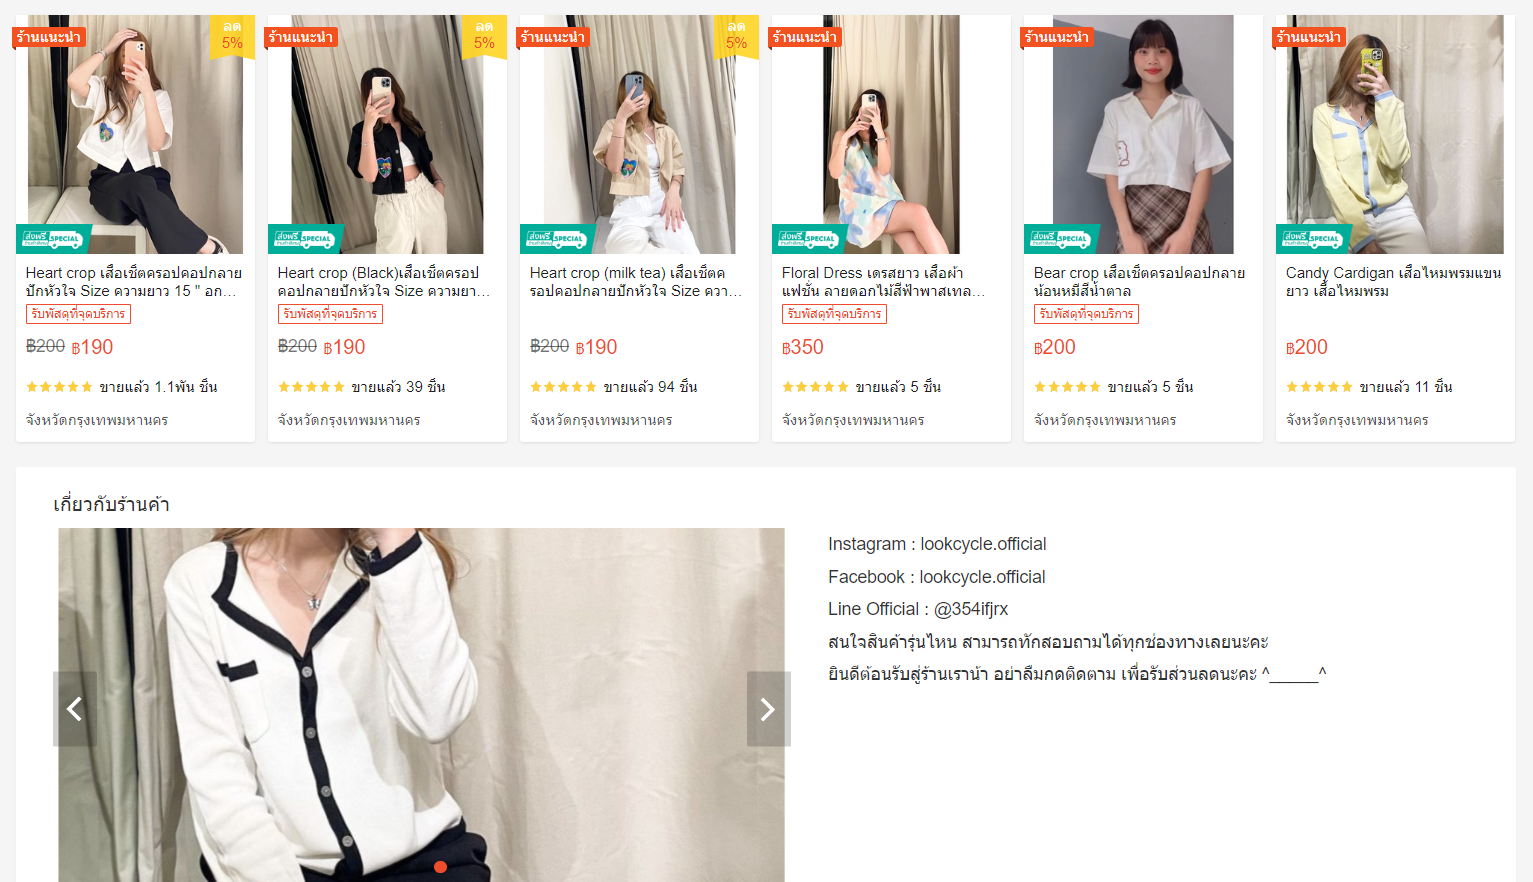 ร้านแนะนำ
ลด
5%
ส่งฟรี SPECIAL
Heart crop เสื้อเชิ้ตครอปคอปกลาย
ปักหัวใจ Size ความยาว 15 " อก…
รับพัสดุที่จุดบริการ
฿200 ฿190
ขายแล้ว 1.1พัน ชิ้น
จังหวัดกรุงเทพมหานคร
ร้านแนะนำ
ลด
5%
ส่งฟรี SPECIAL
Heart crop (Black)เสื้อเชิ้ตครอป
คอปกลายปักหัวใจ Size ความยา…
รับพัสดุที่จุดบริการ
฿200 ฿190
ขายแล้ว 39 ชิ้น
จังหวัดกรุงเทพมหานคร
ร้านแนะนำ
ลด
5%
ส่งฟรี SPECIAL
Heart crop (milk tea) เสื้อเชิ้ตค
รอปคอปกลายปักหัวใจ Size ควา…
฿200 ฿190
ขายแล้ว 94 ชิ้น
จังหวัดกรุงเทพมหานคร
ร้านแนะนำ
ส่งฟรี SPECIAL
Floral Dress เดรสยาว เสื้อผ้า
แฟชั่น ลายดอกไม้สีฟ้าพาสเทล…
รับพัสดุที่จุดบริการ
฿350
ขายแล้ว 5 ชิ้น
จังหวัดกรุงเทพมหานคร
ร้านแนะนำ
ส่งฟรี SPECIAL
Bear crop เสื้อเชิ้ตครอปคอปกลาย
น้อนหมีสีน้ำตาล
รับพัสดุที่จุดบริการ
฿200
ขายแล้ว 5 ชิ้น
จังหวัดกรุงเทพมหานคร
ร้านแนะนำ
ส่งฟรี SPECIAL
Candy Cardigan เสื้อไหมพรมแขน
ยาว เสื้อไหมพรม
฿200
ขายแล้ว 11 ชิ้น
จังหวัดกรุงเทพมหานคร
เกี่ยวกับร้านค้า
Instagram : lookcycle.official
Facebook : lookcycle.official
Line Official : @354ifjrx
สนใจสินค้ารุ่นไหน สามารถทักสอบถามได้ทุกช่องทางเลยนะคะ
ยินดีต้อนรับสู่ร้านเราน้า อย่าลืมกดติดตาม เพื่อรับส่วนลดนะคะ ^______^